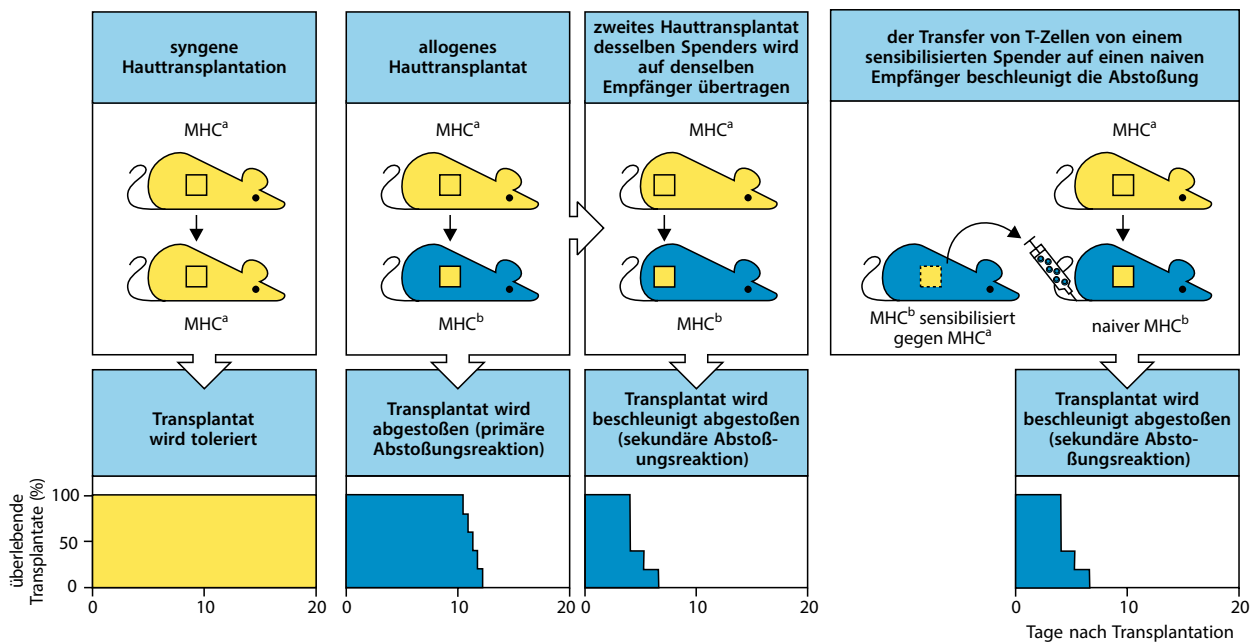 syngene
Hauttransplantation
allogenes
Hauttransplantat
zweites Hauttransplantat
desselben Spenders wird
auf denselben
Empfänger übertragen
der Transfer von T-Zellen von einem
sensibilisierten Spender auf einen naiven
Empfänger beschleunigt die Abstoßung
MHCᵃ
MHCᵃ
MHCᵃ
MHCᵃ
MHCᵃ
MHCᵇ
MHCᵇ
MHCᵇ sensibilisiert
gegen MHCᵃ
naiver MHCᵇ
Transplantat
wird toleriert
Transplantat wird
abgestoßen (primäre
Abstoßungsreaktion)
Transplantat wird
beschleunigt abgestoßen
(sekundäre Abstoß-
ungsreaktion)
Transplantat wird
beschleunigt abgestoßen
(sekundäre Absto-
ßungsreaktion)
überlebende
Transplantate (%)
100
50
0
0 10 20
0 10 20
0 10 20
0 10 20
Tage nach Transplantation